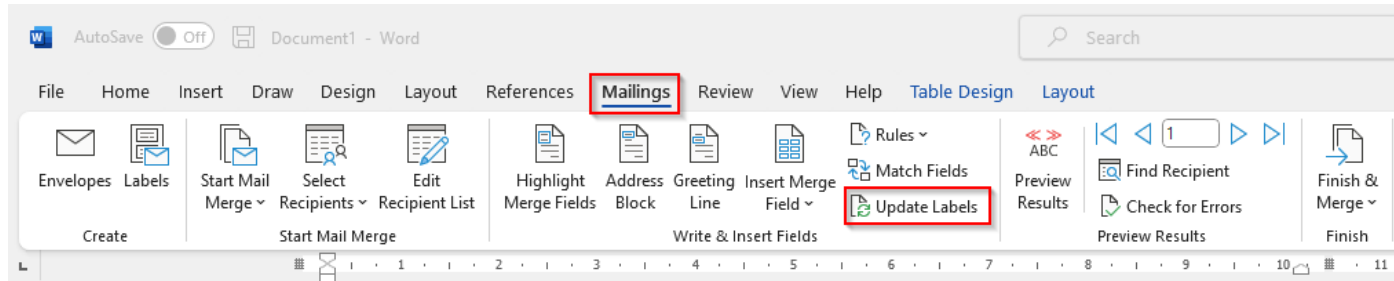 W AutoSave Off Document1 - Word Search
File Home Insert Draw Design Layout References Mailings Review View Help Table Design Layout
Envelopes Labels
Create
Start Mail Merge Select Recipients Edit Recipient List
Start Mail Merge
Highlight Merge Fields Address Block Greeting Line Insert Merge Field
Rules
Match Fields
Update Labels
Write & Insert Fields
ABC
Preview Results
1
Find Recipient
Check for Errors
Preview Results
Finish & Merge
Finish
1 2 3 4 5 6 7 8 9 10 11